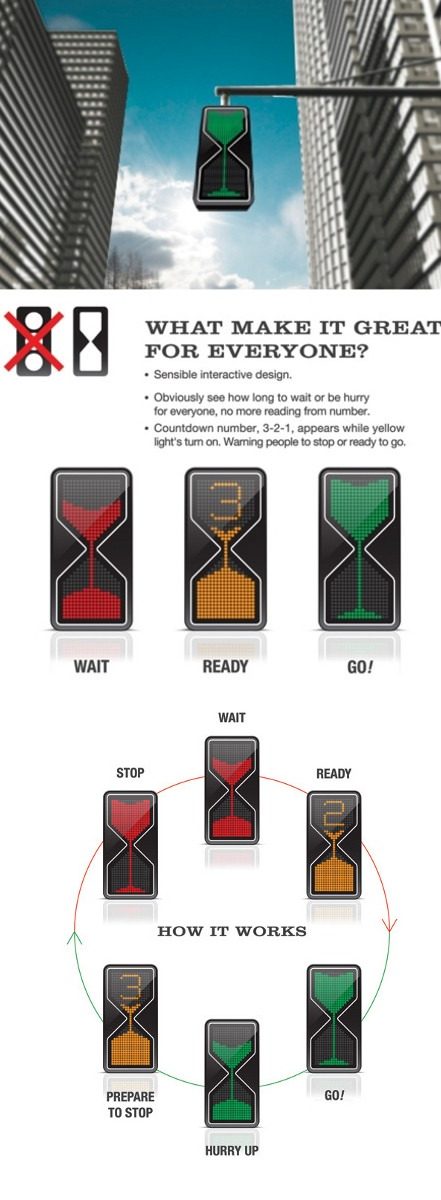 WHAT MAKE IT GREAT
FOR EVERYONE?
• Sensible interactive design.
• Obviously see how long to wait or be hurry
for everyone, no more reading from number.
• Countdown number, 3-2-1, appears while yellow
light's turn on. Warning people to stop or ready to go.
3
WAIT
READY
GO!
WAIT
STOP
READY
2
HOW IT WORKS
3
PREPARE
TO STOP
GO!
HURRY UP